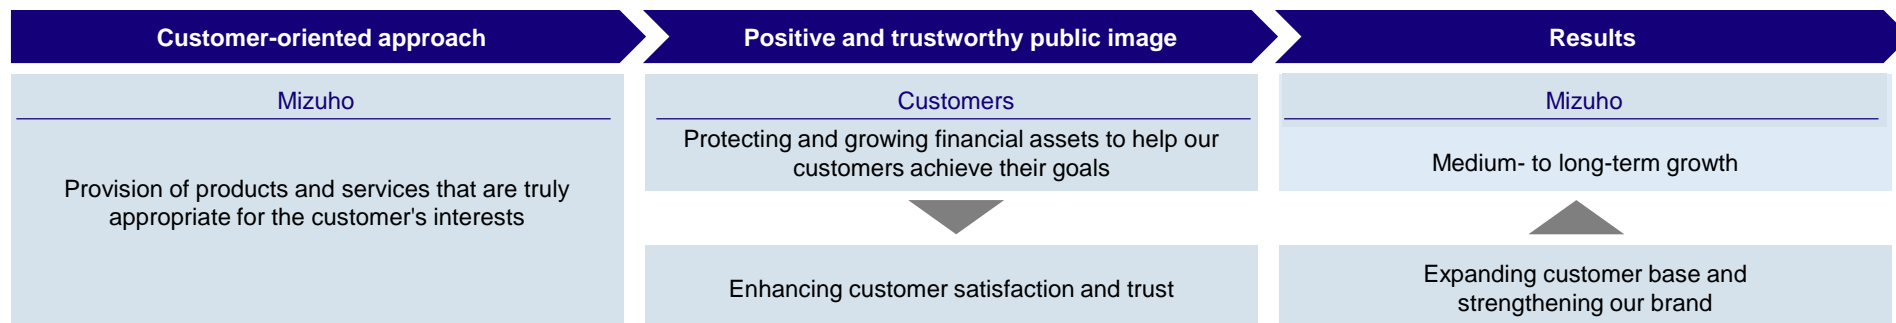 Customer-oriented approach
Positive and trustworthy public image
Results
Mizuho
Provision of products and services that are truly
appropriate for the customer's interests
Customers
Protecting and growing financial assets to help our
customers achieve their goals
Enhancing customer satisfaction and trust
Mizuho
Medium- to long-term growth
Expanding customer base and
strengthening our brand